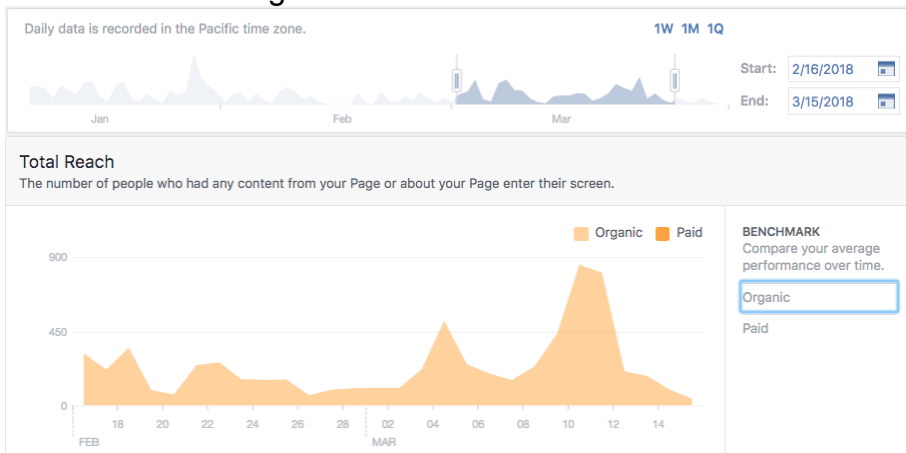 Daily data is recorded in the Pacific time zone.
1W 1M 1Q
Start: 2/16/2018
End: 3/15/2018
Jan Feb Mar
Total Reach
The number of people who had any content from your Page or about your Page enter their screen.
Organic Paid
BENCHMARK
Compare your average
performance over time.
Organic
Paid
900
450
0
18 20 22 24 26 28 02 04 06 08 10 12 14
FEB MAR